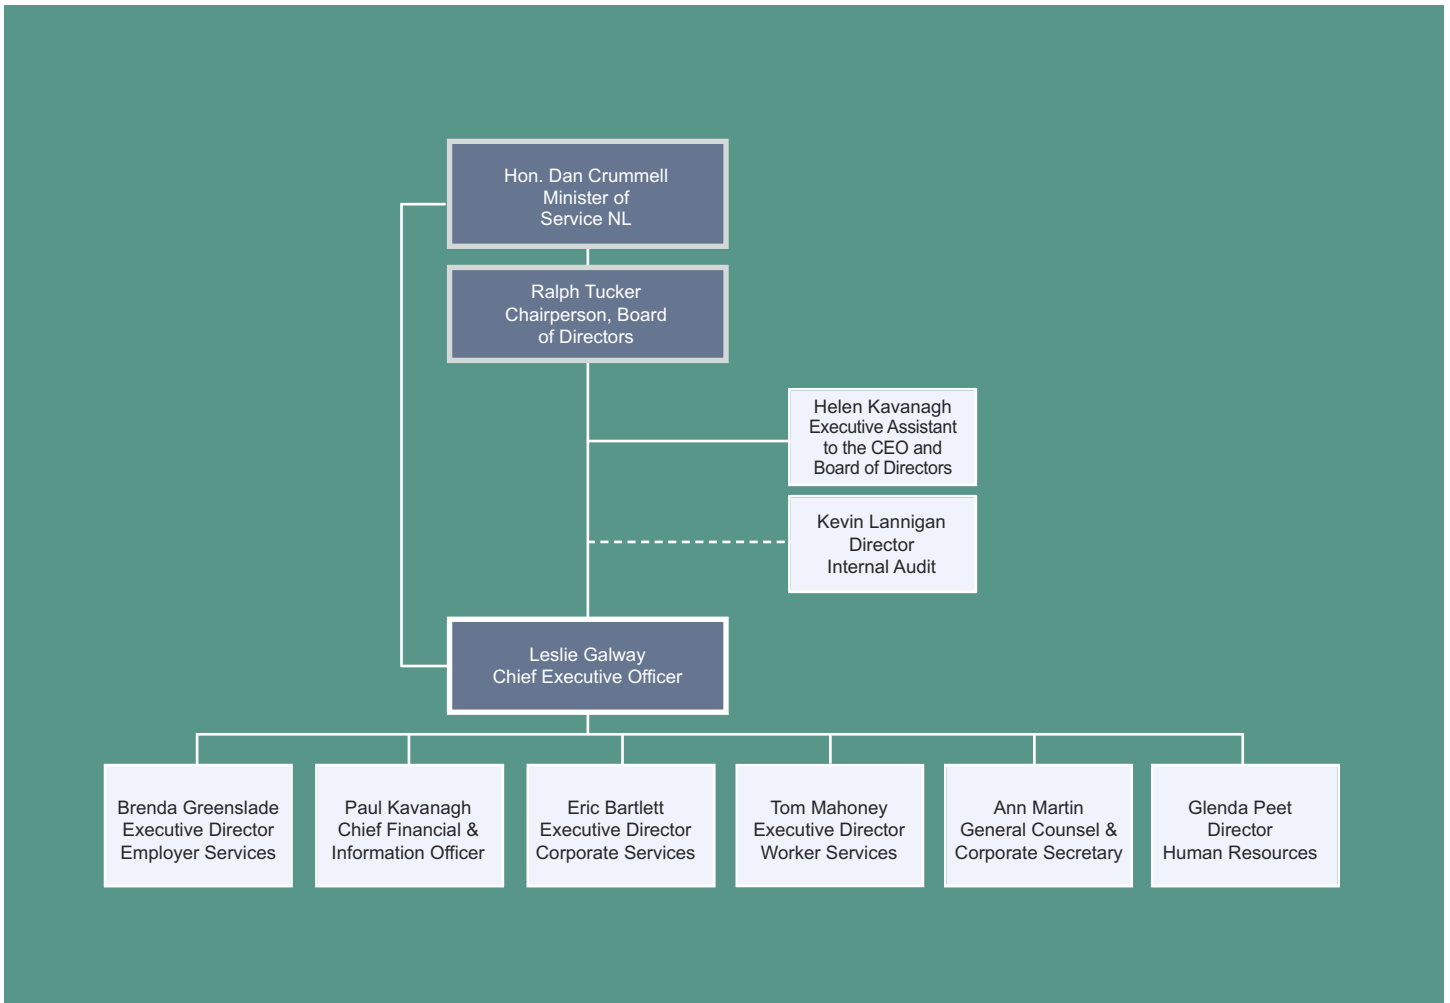 Hon. Dan Crummell
Minister of
Service NL
Ralph Tucker
Chairperson, Board
of Directors
Helen Kavanagh
Executive Assistant
to the CEO and
Board of Directors
Kevin Lannigan
Director
Internal Audit
Leslie Galway
Chief Executive Officer
Brenda Greenslade
Executive Director
Employer Services
Paul Kavanagh
Chief Financial &
Information Officer
Eric Bartlett
Executive Director
Corporate Services
Tom Mahoney
Executive Director
Worker Services
Ann Martin
General Counsel &
Corporate Secretary
Glenda Peet
Director
Human Resources